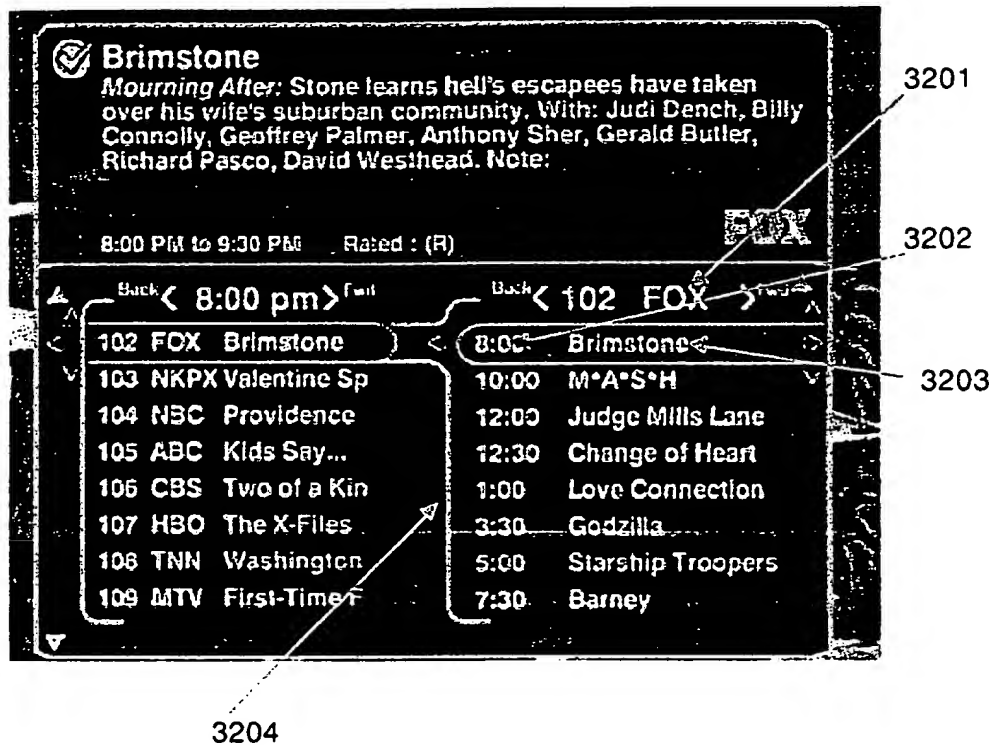 Brimstone
Mourning After: Stone learns hell's escapees have taken
over his wife's suburban community. With: Judi Dench, Billy
Connolly, Geoffrey Palmer, Anthony Sher, Gerald Butler,
Richard Pasco, David Westhead. Note:
FOX
8:00 PM to 9:30 PM Rated : (R)
Back < 8:00 pm > Fwd
102 FOX Brimstone
103 NKPX Valentine Sp
104 NBC Providence
105 ABC Kids Say...
106 CBS Two of a Kin
107 HBO The X-Files
108 TNN Washington
109 MTV First-Time F
Back < 102 FOX > Fwd
8:00 Brimstone
10:00 M*A*S*H
12:00 Judge Mills Lane
12:30 Change of Heart
1:00 Love Connection
3:30 Godzilla
5:00 Starship Troopers
7:30 Barney
3201
3202
3203
3204